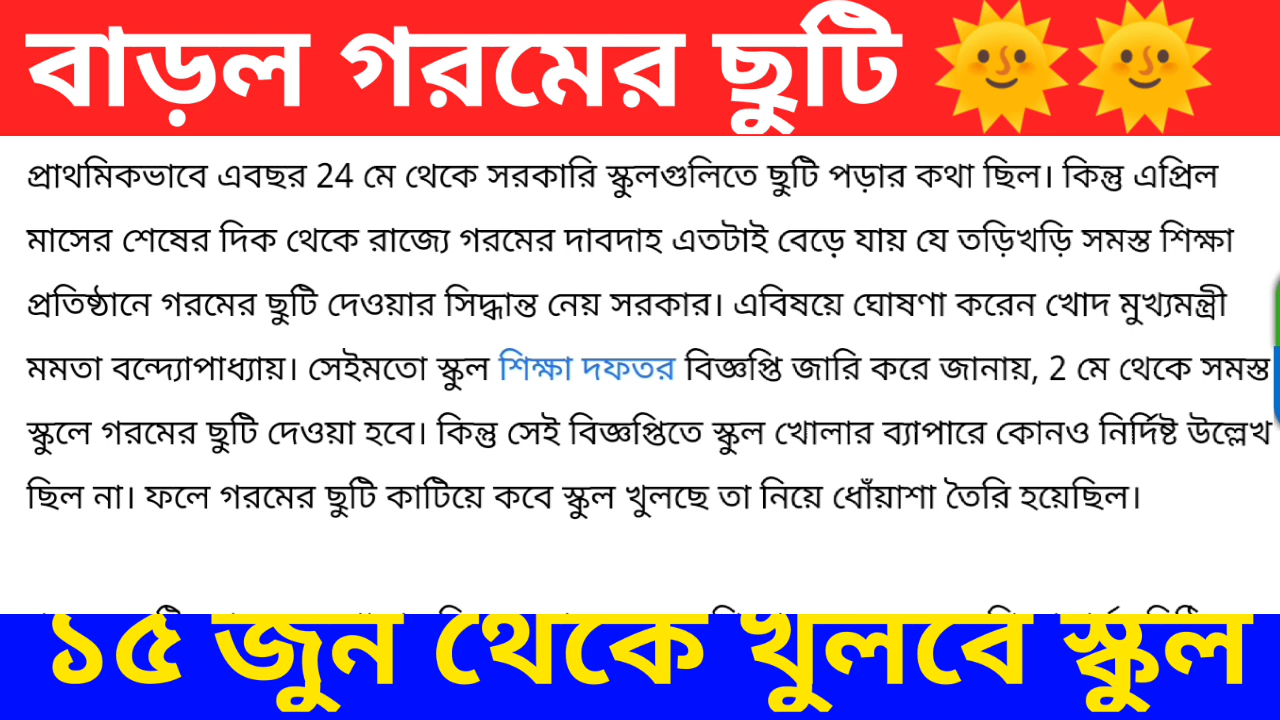 বাড়ল গরমের ছুটি
প্রাথমিকভাবে এবছর 24 মে থেকে সরকারি স্কুলগুলিতে ছুটি পড়ার কথা ছিল। কিন্তু এপ্রিল
মাসের শেষের দিক থেকে রাজ্যে গরমের দাবদাহ এতটাই বেড়ে যায় যে তড়িখড়ি সমস্ত শিক্ষা
প্রতিষ্ঠানে গরমের ছুটি দেওয়ার সিদ্ধান্ত নেয় সরকার। এবিষয়ে ঘোষণা করেন খোদ মুখ্যমন্ত্রী
মমতা বন্দ্যোপাধ্যায়। সেইমতো স্কুল শিক্ষা দফতর বিজ্ঞপ্তি জারি করে জানায়, 2 মে থেকে সমস্ত
স্কুলে গরমের ছুটি দেওয়া হবে। কিন্তু সেই বিজ্ঞপ্তিতে স্কুল খোলার ব্যাপারে কোনও নির্দিষ্ট উল্লেখ
ছিল না। ফলে গরমের ছুটি কাটিয়ে কবে স্কুল খুলছে তা নিয়ে ধোঁয়াশা তৈরি হয়েছিল।
১৫ জুন থেকে খুলবে স্কুল